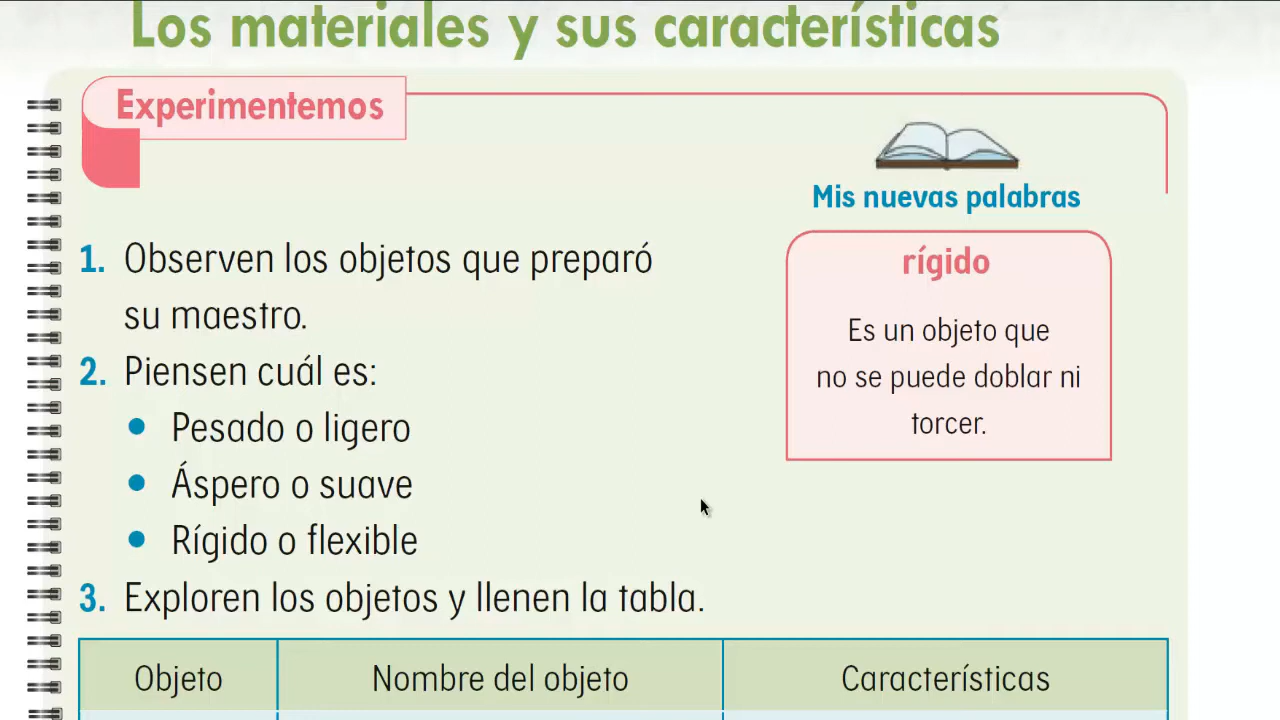 Los materiales y sus características
Experimentemos
Mis nuevas palabras
rígido
Es un objeto que
no se puede doblar ni
torcer.
1. Observen los objetos que preparó
su maestro.
2. Piensen cuál es:
• Pesado o ligero
• Áspero o suave
• Rígido o flexible
3. Exploren los objetos y llenen la tabla.
Objeto
Nombre del objeto
Características